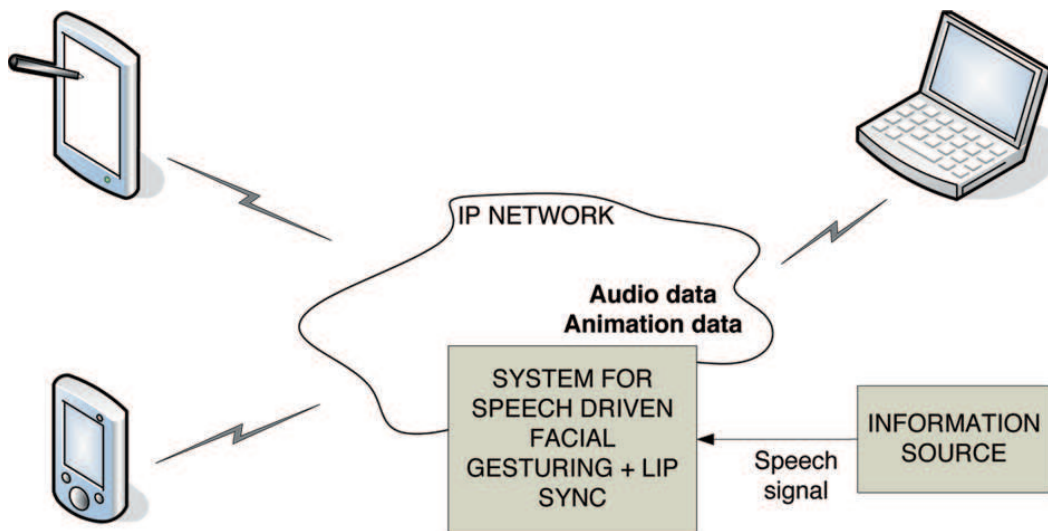 IP NETWORK
Audio data
Animation data
SYSTEM FOR
SPEECH DRIVEN
FACIAL
GESTURING + LIP
SYNC
Speech
signal
INFORMATION
SOURCE